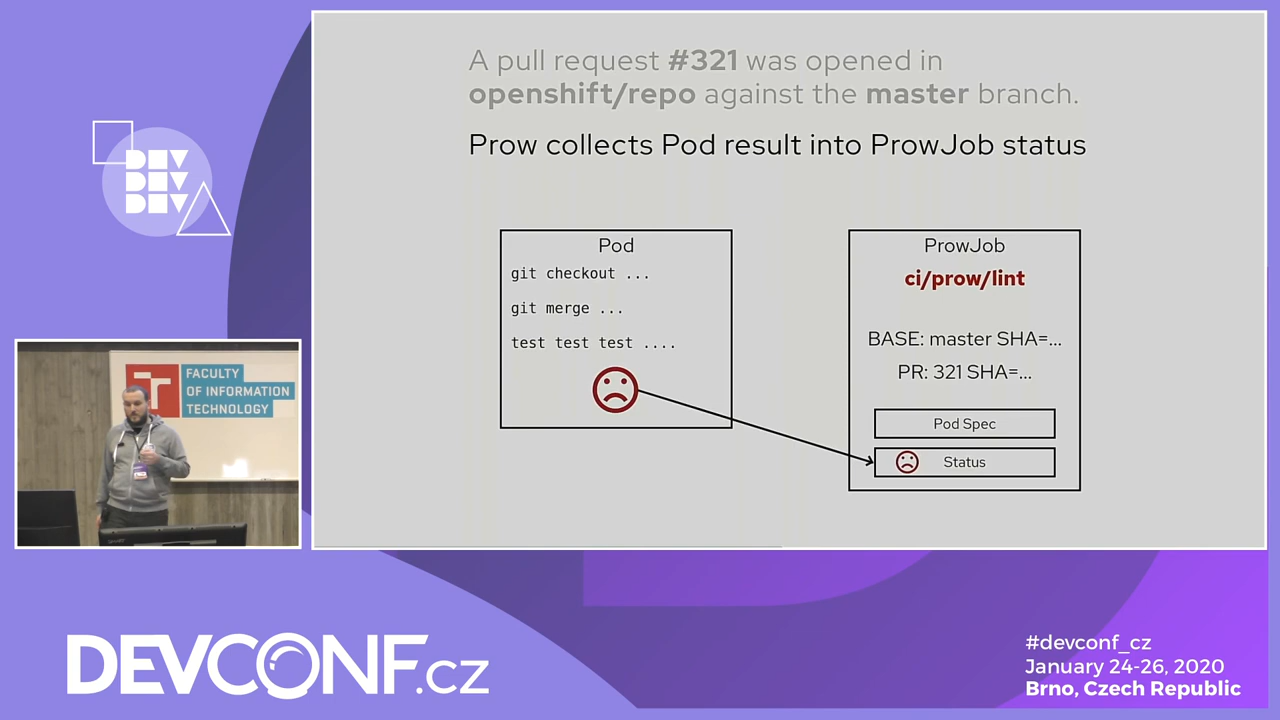 A pull request #321 was opened in
openshift/repo against the master branch.
Prow collects Pod result into ProwJob status
Pod
git checkout ...
git merge ...
test test test ....
ProwJob
ci/prow/lint
BASE: master SHA=...
PR: 321 SHA=...
Pod Spec
Status
DEV
DEV
DEV
FACULTY
OF INFORMATION
TECHNOLOGY
DEVCONF.cz
#devconf_cz
January 24-26, 2020
Brno, Czech Republic